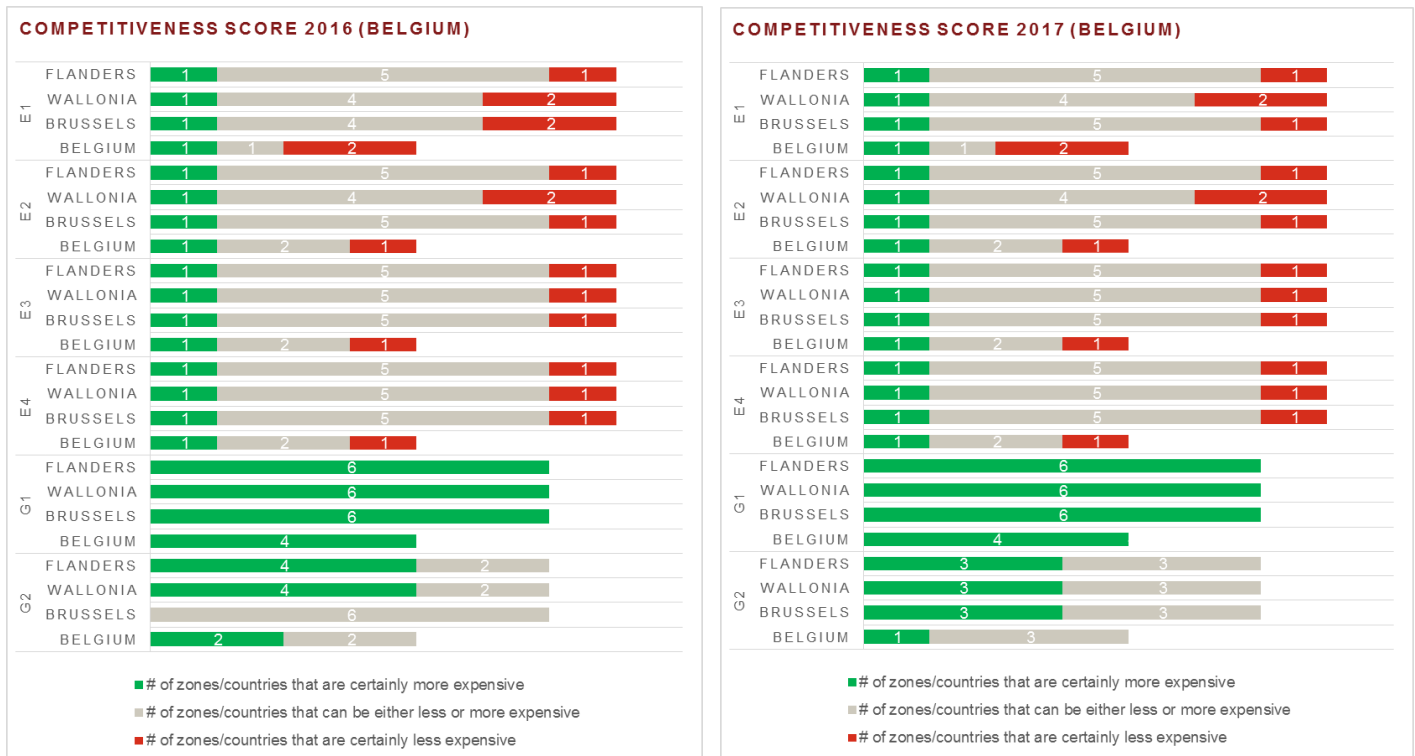 COMPETITIVENESS SCORE 2016 (BELGIUM)
E1
FLANDERS 1 5 1
WALLONIA 1 4 2
BRUSSELS 1 4 2
BELGIUM 1 1 2
E2
FLANDERS 1 5 1
WALLONIA 1 4 2
BRUSSELS 1 5 1
BELGIUM 1 2 1
E3
FLANDERS 1 5 1
WALLONIA 1 5 1
BRUSSELS 1 5 1
BELGIUM 1 2 1
E4
FLANDERS 1 5 1
WALLONIA 1 5 1
BRUSSELS 1 5 1
BELGIUM 1 2 1
G1
FLANDERS 6
WALLONIA 6
BRUSSELS 6
BELGIUM 4
G2
FLANDERS 4 2
WALLONIA 4 2
BRUSSELS 6
BELGIUM 2 2
# of zones/countries that are certainly more expensive
# of zones/countries that can be either less or more expensive
# of zones/countries that are certainly less expensive
COMPETITIVENESS SCORE 2017 (BELGIUM)
E1
FLANDERS 1 5 1
WALLONIA 1 4 2
BRUSSELS 1 5 1
BELGIUM 1 1 2
E2
FLANDERS 1 5 1
WALLONIA 1 4 2
BRUSSELS 1 5 1
BELGIUM 1 2 1
E3
FLANDERS 1 5 1
WALLONIA 1 5 1
BRUSSELS 1 5 1
BELGIUM 1 2 1
E4
FLANDERS 1 5 1
WALLONIA 1 5 1
BRUSSELS 1 5 1
BELGIUM 1 2 1
G1
FLANDERS 6
WALLONIA 6
BRUSSELS 6
BELGIUM 4
G2
FLANDERS 3 3
WALLONIA 3 3
BRUSSELS 3 3
BELGIUM 1 3
# of zones/countries that are certainly more expensive
# of zones/countries that can be either less or more expensive
# of zones/countries that are certainly less expensive